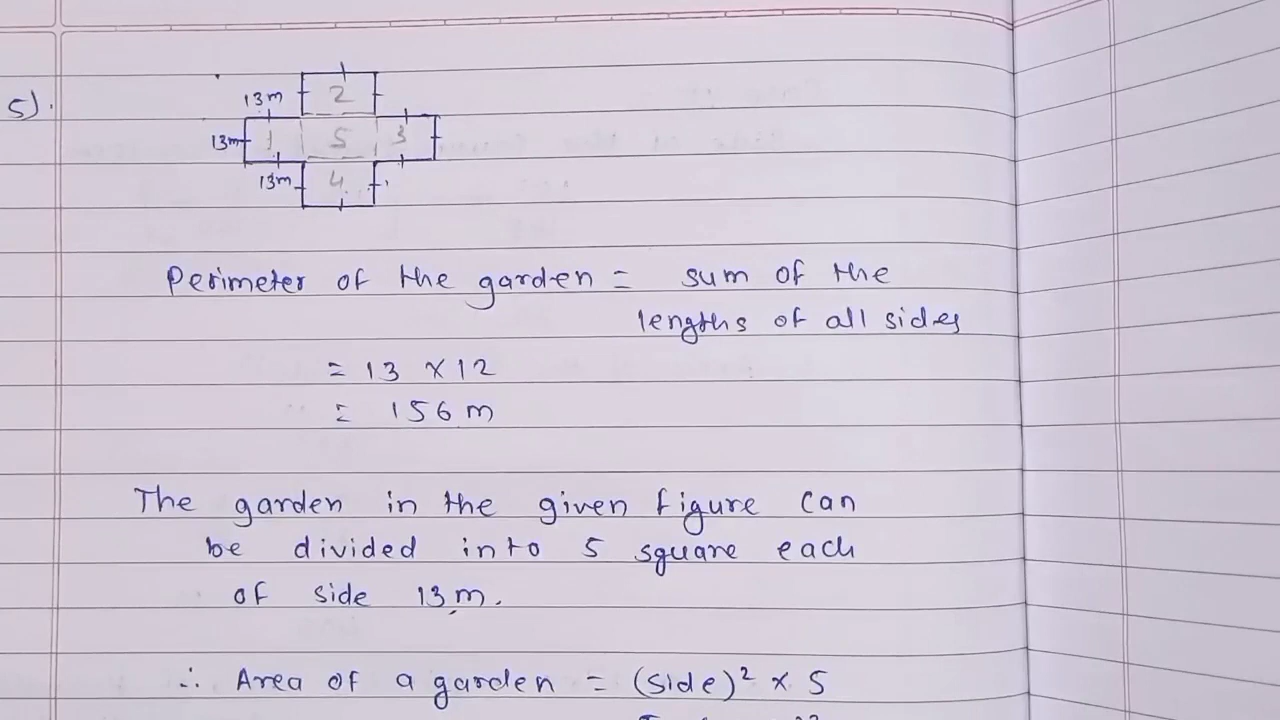 5).
2
13m
13m 1 5 3
13m 4
Perimeter of the garden = sum of the
lengths of all sides
= 13 × 12
= 156 m
The garden in the given figure can
be divided into 5 square each
of side 13 m.
∴ Area of a garden = (side)² × 5